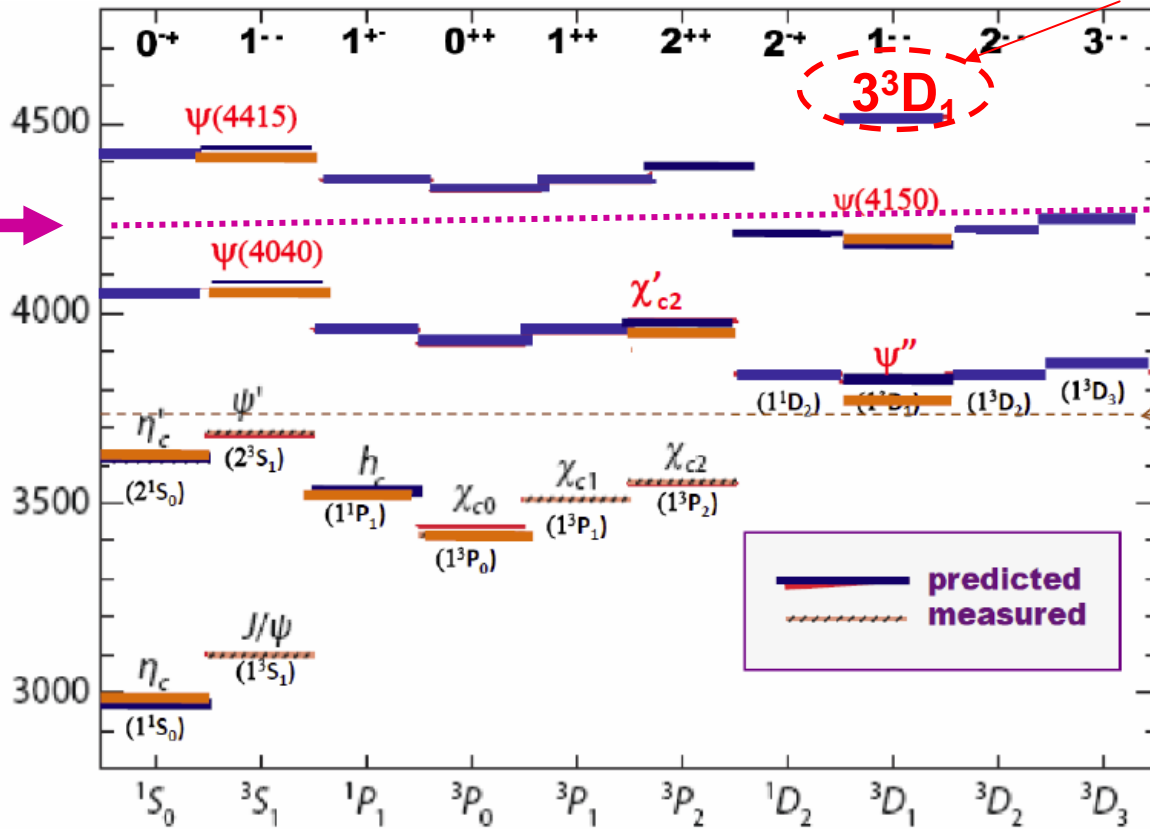 0⁻⁺ 1⁻⁻ 1⁺⁻ 0⁺⁺ 1⁺⁺ 2⁺⁺ 2⁻⁺ 1⁻⁻ 2⁻⁻ 3⁻⁻
3³D₁
4500
ψ(4415)
ψ(4150)
ψ(4040)
4000
χ′c2
ψ″
(1¹D₂) (1³D₁) (1³D₂) (1³D₃)
η′c
ψ′
(2¹S₀)
(2³S₁)
3500
hc
χc0
χc1
χc2
(1¹P₁)
(1³P₀)
(1³P₁)
(1³P₂)
predicted
measured
J/ψ
(1³S₁)
3000
ηc
(1¹S₀)
¹S₀ ³S₁ ¹P₁ ³P₀ ³P₁ ³P₂ ¹D₂ ³D₁ ³D₂ ³D₃